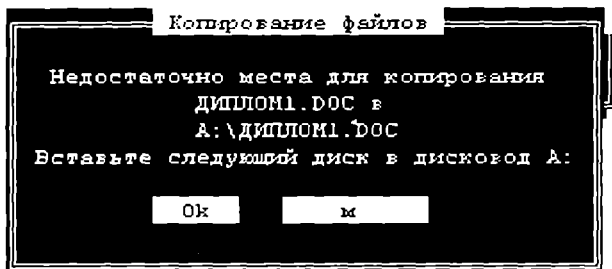 Копирование файлов
Недостаточно места для копирования
ДИПЛОМ1.DOC в
A:\ДИПЛОМ1.DOC
Вставьте следующий диск в дисковод A:
Ok м